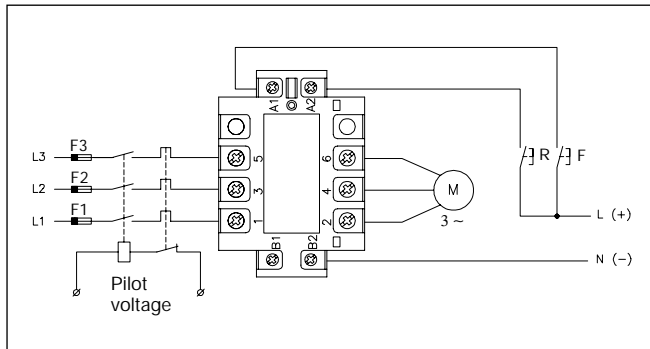 A1 A2
L3 F3 5 6 R F
L2 F2 3 4 M
L1 F1 1 2 3 ~ L (+)
B1 B2 N (−)
Pilot
voltage